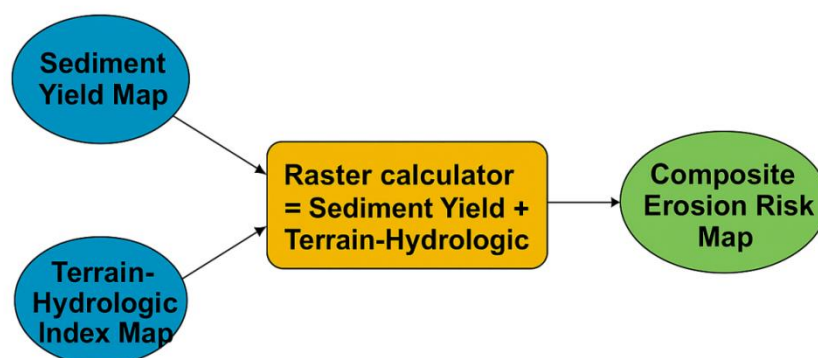 Sediment
Yield Map
Raster calculator
= Sediment Yield +
Terrain-Hydrologic
Composite
Erosion Risk
Map
Terrain-
Hydrologic
Index Map